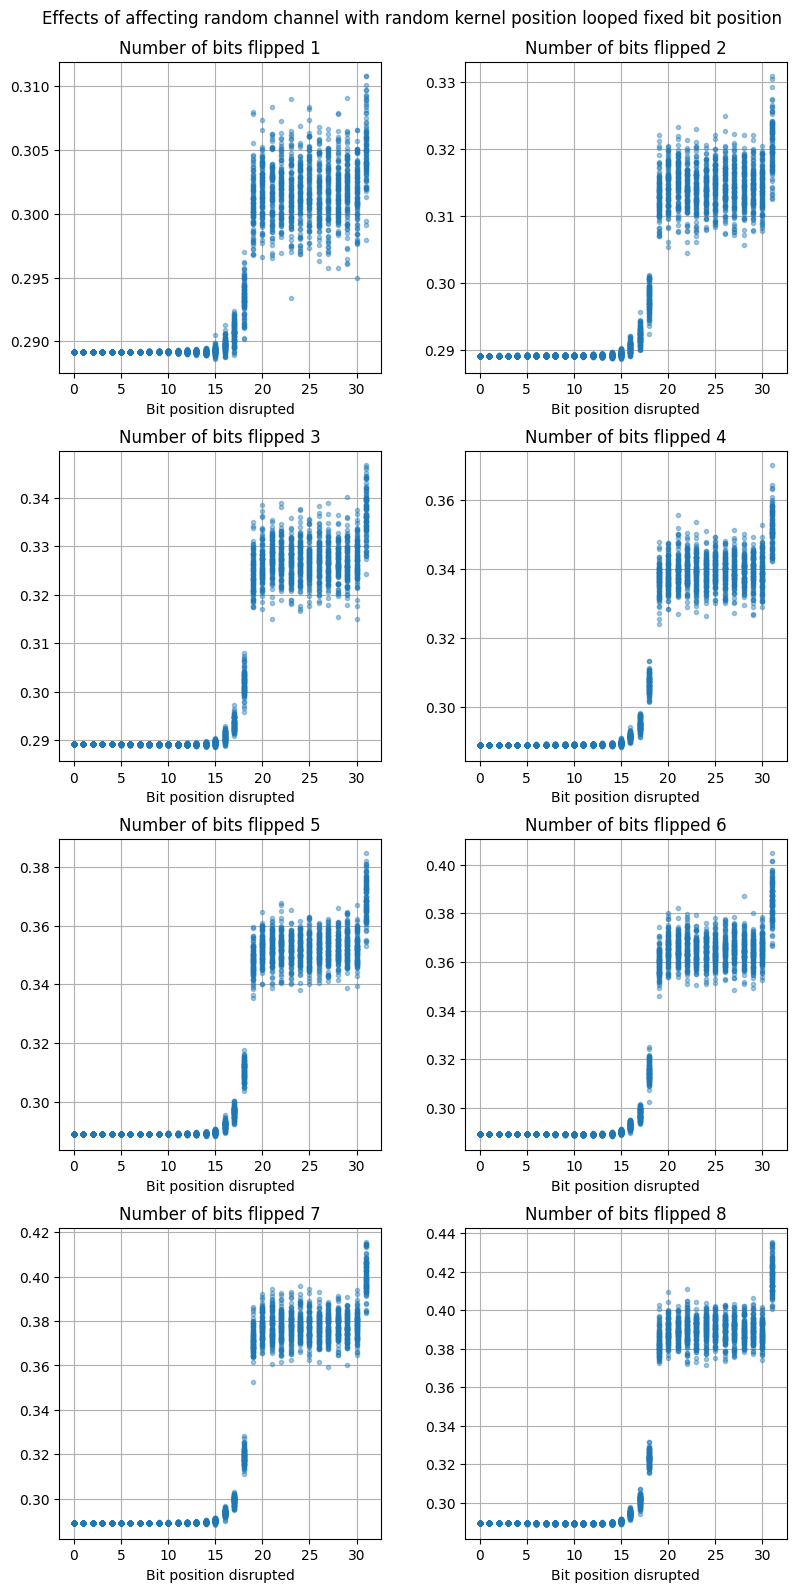 Effects of affecting random channel with random kernel position looped fixed bit position
Number of bits flipped 1
0.310
0.305
0.300
0.295
0.290
0 5 10 15 20 25 30
Bit position disrupted
Number of bits flipped 2
0.33
0.32
0.31
0.30
0.29
0 5 10 15 20 25 30
Bit position disrupted
Number of bits flipped 3
0.34
0.33
0.32
0.31
0.30
0.29
0 5 10 15 20 25 30
Bit position disrupted
Number of bits flipped 4
0.36
0.34
0.32
0.30
0 5 10 15 20 25 30
Bit position disrupted
Number of bits flipped 5
0.38
0.36
0.34
0.32
0.30
0 5 10 15 20 25 30
Bit position disrupted
Number of bits flipped 6
0.40
0.38
0.36
0.34
0.32
0.30
0 5 10 15 20 25 30
Bit position disrupted
Number of bits flipped 7
0.42
0.40
0.38
0.36
0.34
0.32
0.30
0 5 10 15 20 25 30
Bit position disrupted
Number of bits flipped 8
0.44
0.42
0.40
0.38
0.36
0.34
0.32
0.30
0 5 10 15 20 25 30
Bit position disrupted